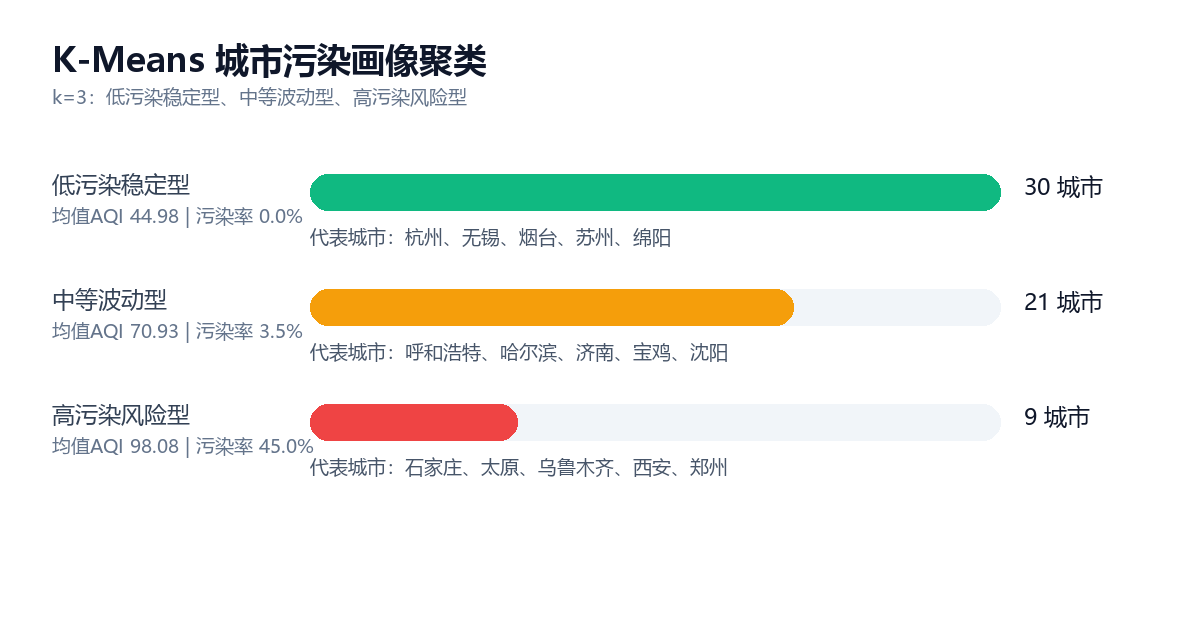 K-Means 城市污染画像聚类
k=3：低污染稳定型、中等波动型、高污染风险型
低污染稳定型
30 城市
均值AQI 44.98 | 污染率 0.0%
代表城市：杭州、无锡、烟台、苏州、绵阳
中等波动型
21 城市
均值AQI 70.93 | 污染率 3.5%
代表城市：呼和浩特、哈尔滨、济南、宝鸡、沈阳
高污染风险型
9 城市
均值AQI 98.08 | 污染率 45.0%
代表城市：石家庄、太原、乌鲁木齐、西安、郑州